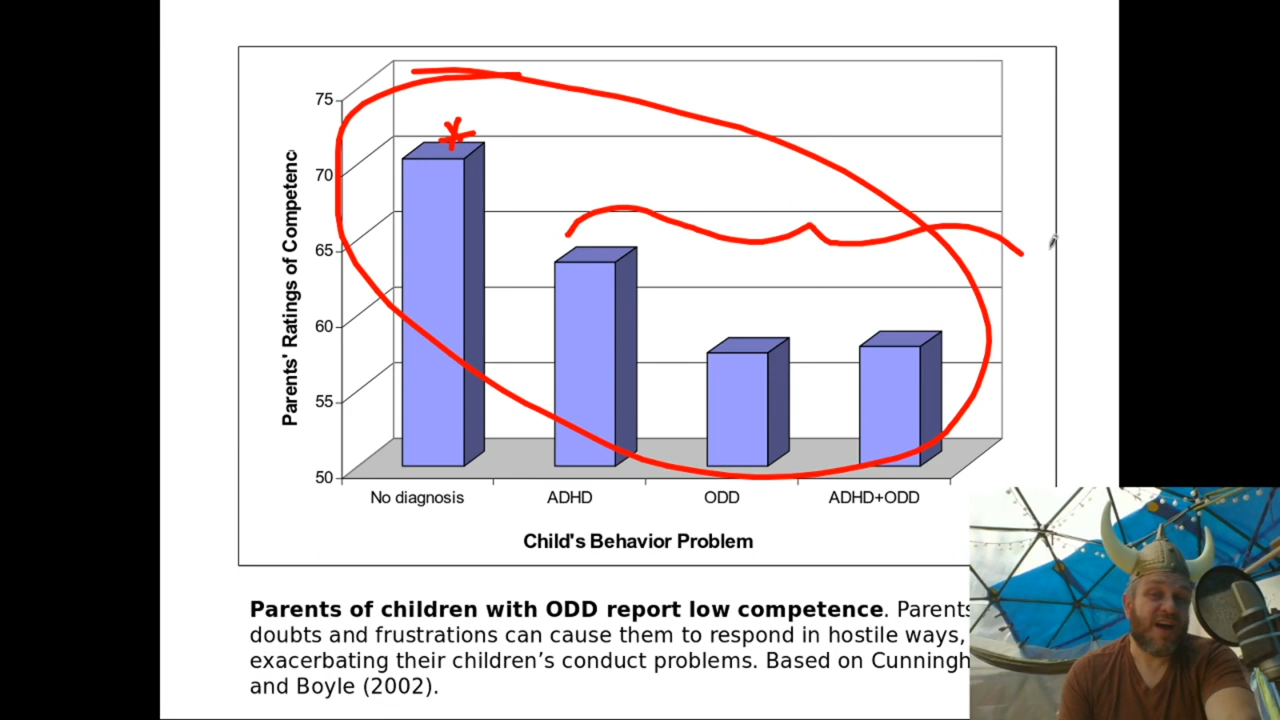 75
70
65
60
55
50
Parents' Ratings of Competenc
No diagnosis ADHD ODD ADHD+ODD
Child's Behavior Problem
Parents of children with ODD report low competence. Parents
doubts and frustrations can cause them to respond in hostile ways,
exacerbating their children's conduct problems. Based on Cunningh
and Boyle (2002).